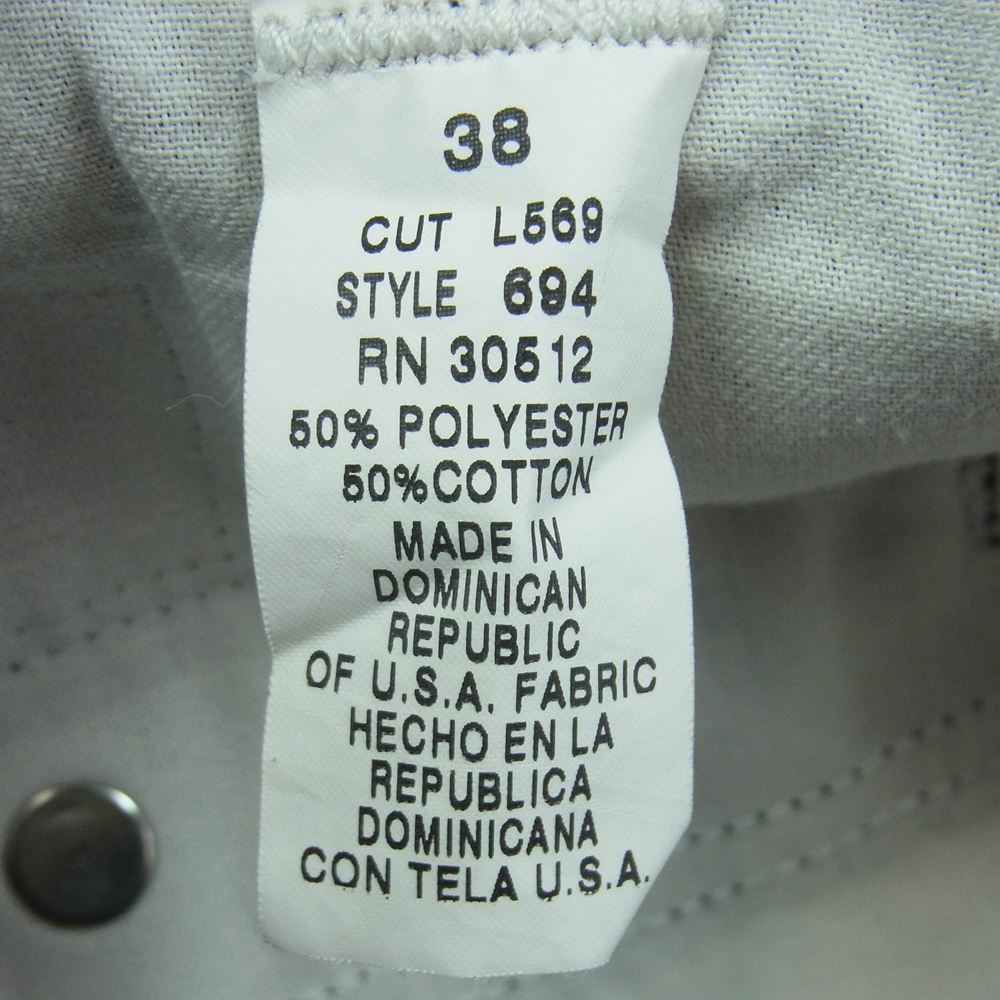 38
CUT L569
STYLE 694
RN 30512
50% POLYESTER
50%COTTON
MADE IN
DOMINICAN
REPUBLIC
OF U.S.A. FABRIC
HECHO EN LA
REPUBLICA
DOMINICANA
CON TELA U.S.A.